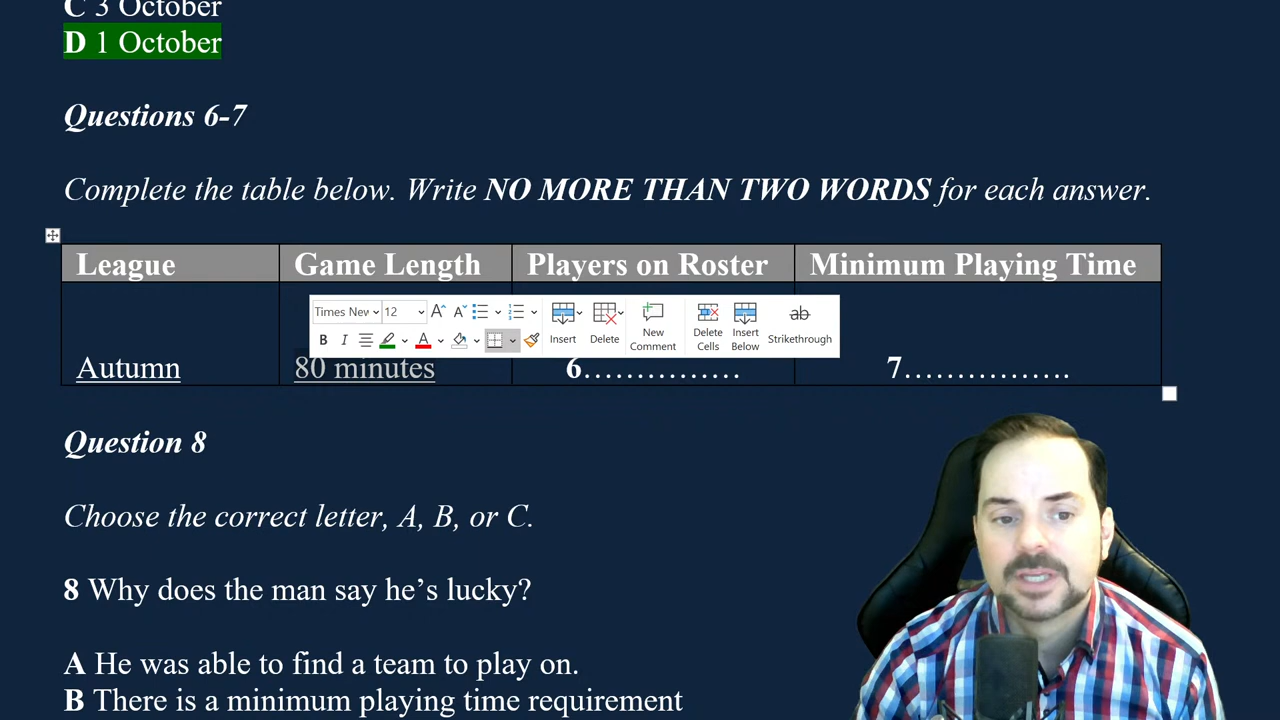 C 3 October
D 1 October
Questions 6-7
Complete the table below. Write NO MORE THAN TWO WORDS for each answer.
League Game Length Players on Roster Minimum Playing Time
Times New 12 A A
Insert Delete New Comment Delete Cells Insert Below ab Strikethrough
B I A
Autumn 80 minutes 6…………… 7…………….
Question 8
Choose the correct letter, A, B, or C.
8 Why does the man say he’s lucky?
A He was able to find a team to play on.
B There is a minimum playing time requirement